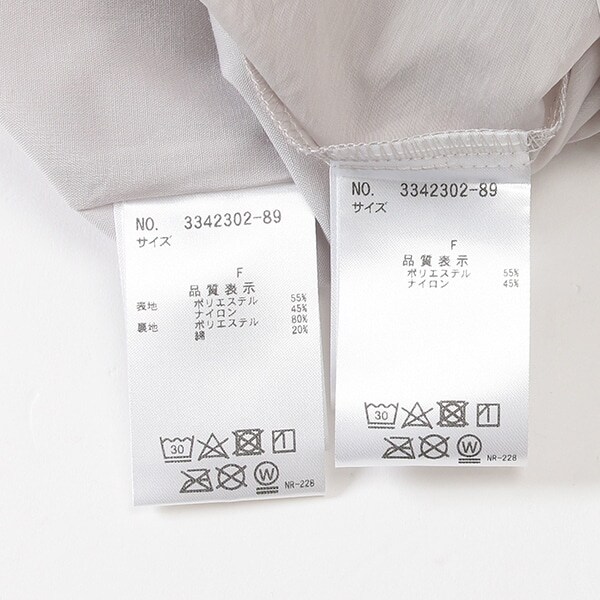 NO. 3342302-89
サイズ
F
品質表示
表地 ポリエステル 55%
ナイロン 45%
裏地 ポリエステル 80%
綿 20%
30
W
NR-228
NO. 3342302-89
サイズ
F
品質表示
ポリエステル 55%
ナイロン 45%
30
W
NR-228